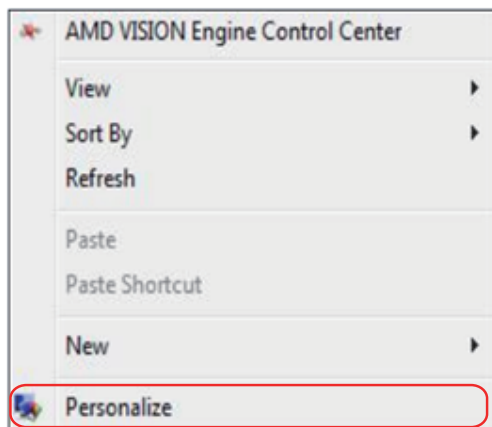 AMD VISION Engine Control Center
View
Sort By
Refresh
Paste
Paste Shortcut
New
Personalize